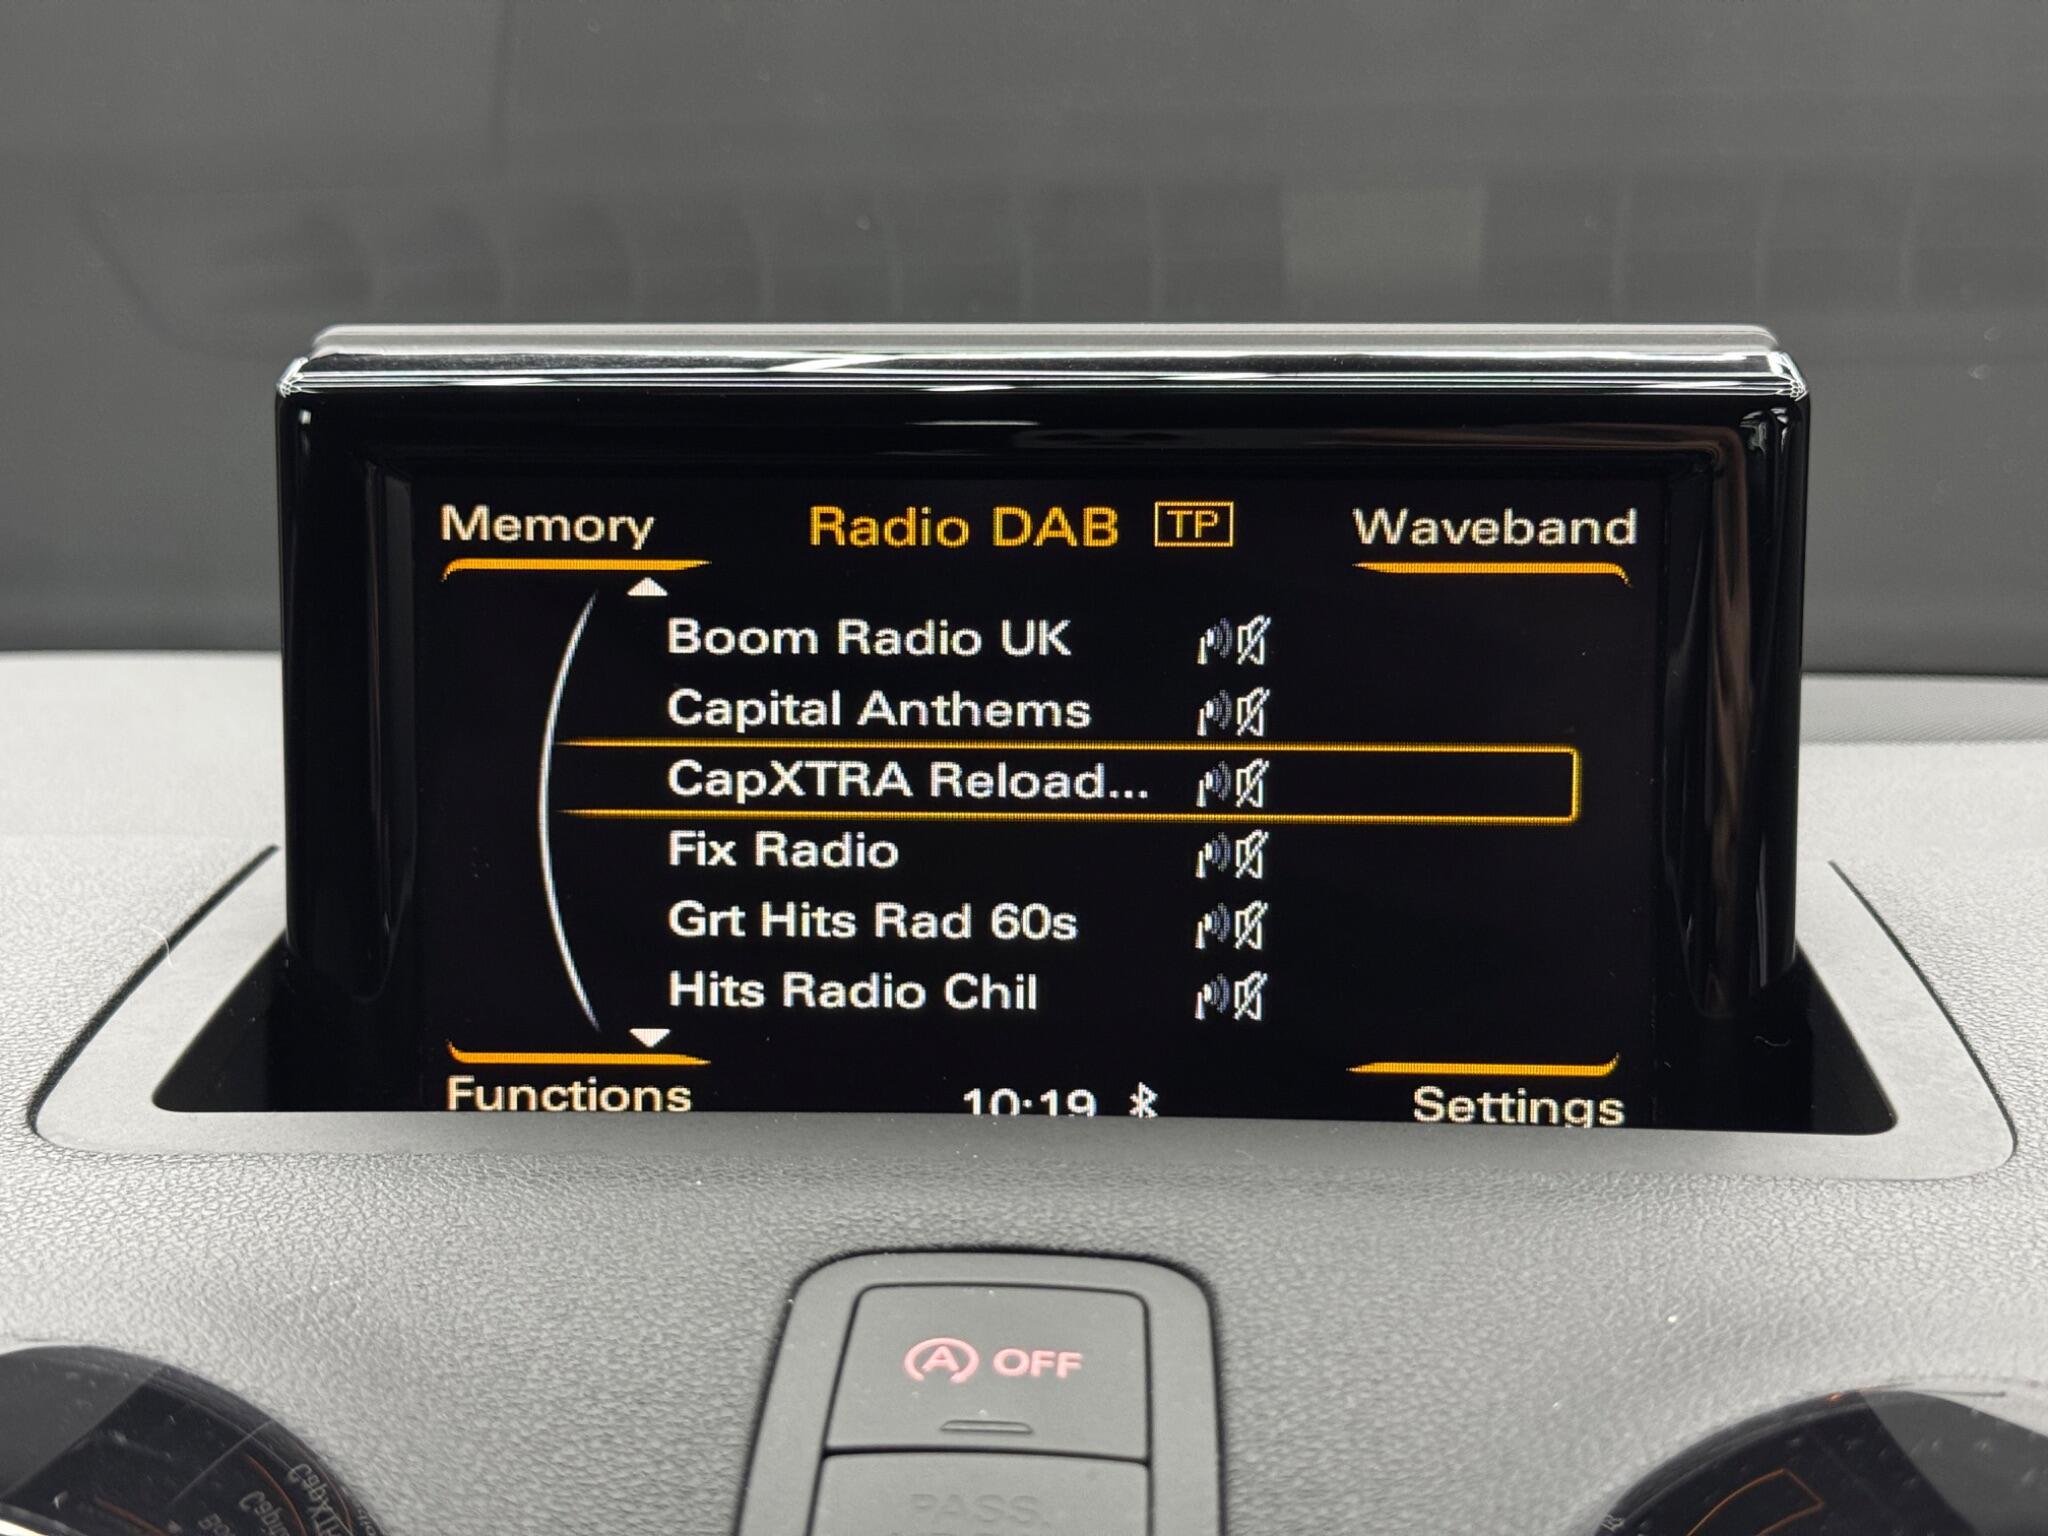 Memory Radio DAB TP Waveband
Boom Radio UK
Capital Anthems
CapXTRA Reload...
Fix Radio
Grt Hits Rad 60s
Hits Radio Chil
Functions 10:19 Settings
A OFF
PASS